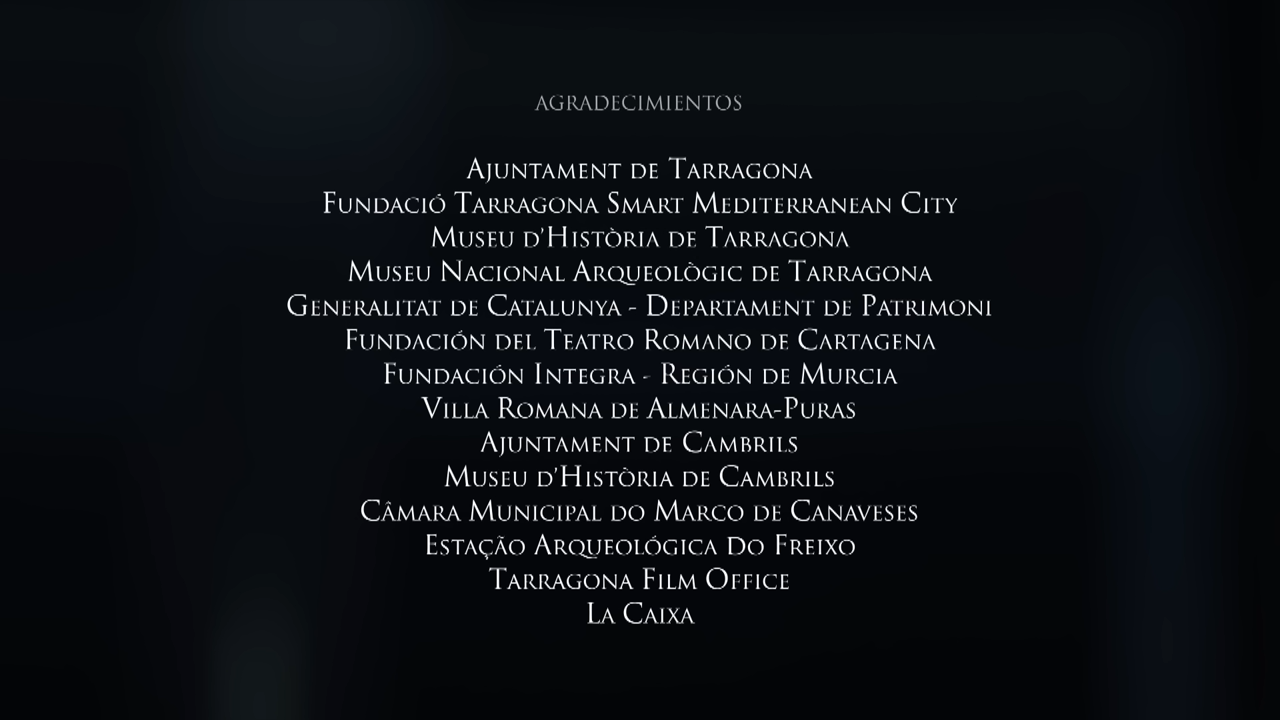 AGRADECIMIENTOS
AJUNTAMENT DE TARRAGONA
FUNDACIÓ TARRAGONA SMART MEDITERRANEAN CITY
MUSEU D'HISTÒRIA DE TARRAGONA
MUSEU NACIONAL ARQUEOLÒGIC DE TARRAGONA
GENERALITAT DE CATALUNYA - DEPARTAMENT DE PATRIMONI
FUNDACIÓN DEL TEATRO ROMANO DE CARTAGENA
FUNDACIÓN INTEGRA - REGIÓN DE MURCIA
VILLA ROMANA DE ALMENARA-PURAS
AJUNTAMENT DE CAMBRILS
MUSEU D'HISTÒRIA DE CAMBRILS
CÂMARA MUNICIPAL DO MARCO DE CANAVESES
ESTAÇÃO ARQUEOLÓGICA DO FREIXO
TARRAGONA FILM OFFICE
LA CAIXA